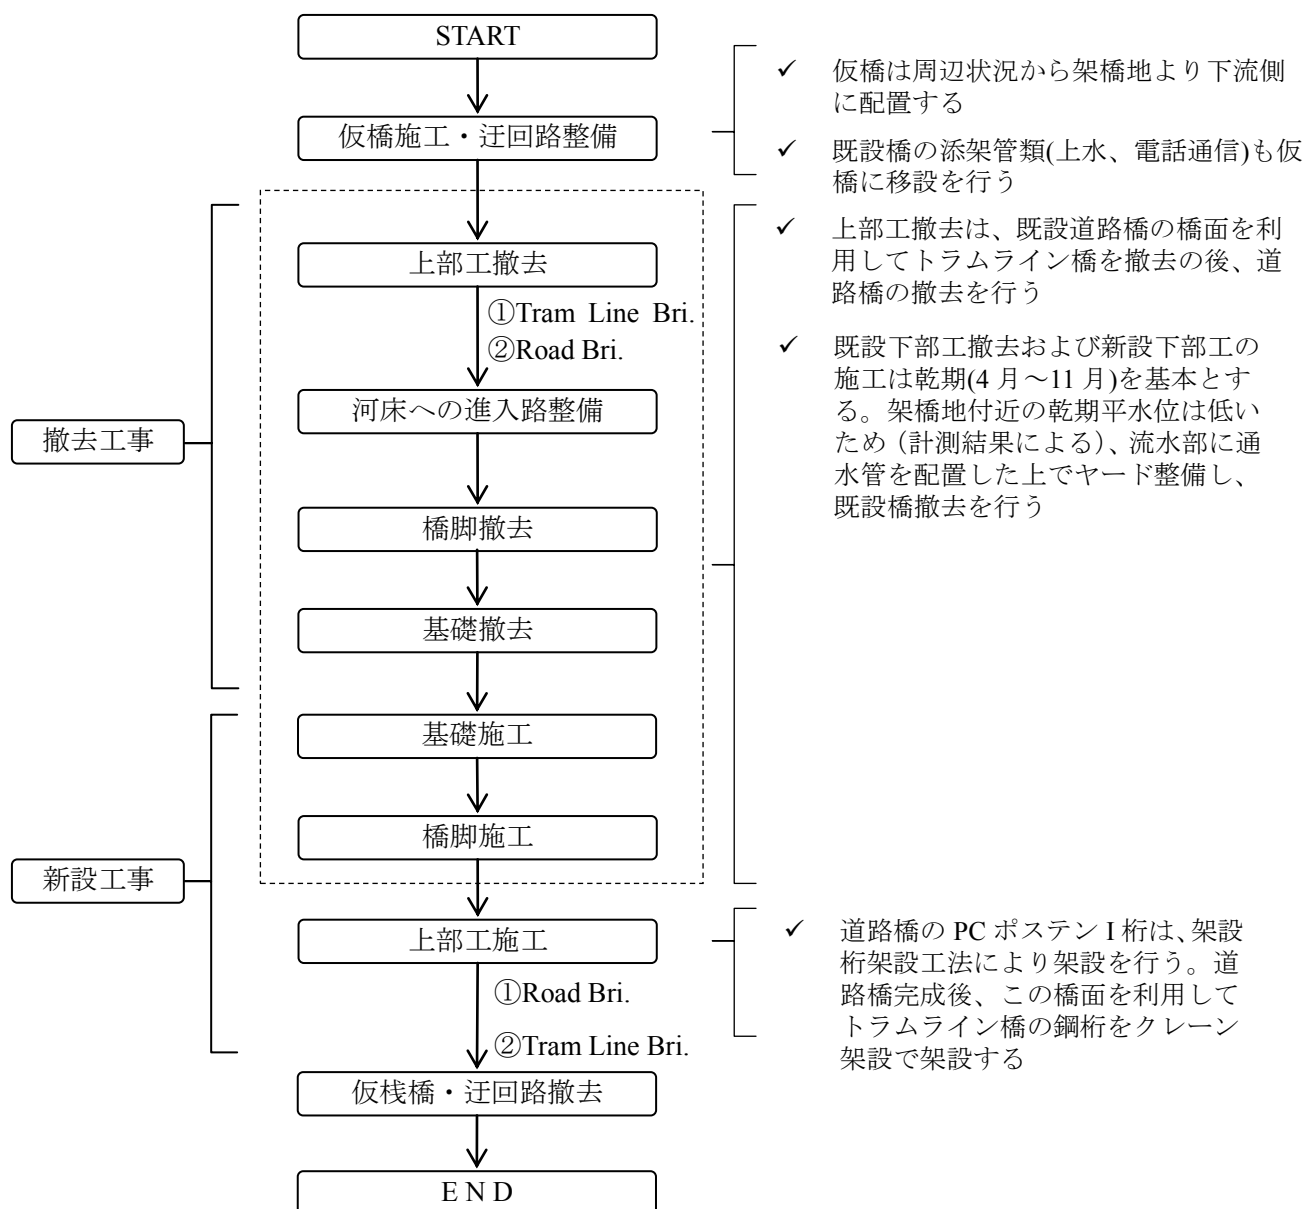 START
仮橋施工・迂回路整備
✓ 仮橋は周辺状況から架橋地より下流側
に配置する
✓ 既設橋の添架管類(上水、電話通信)も仮
橋に移設を行う
撤去工事
上部工撤去
①Tram Line Bri.
②Road Bri.
河床への進入路整備
橋脚撤去
基礎撤去
✓ 上部工撤去は、既設道路橋の橋面を利
用してトラムライン橋を撤去の後、道
路橋の撤去を行う
✓ 既設下部工撤去および新設下部工の
施工は乾期(4 月～11 月)を基本とす
る。架橋地付近の乾期平水位は低い
ため（計測結果による）、流水部に通
水管を配置した上でヤード整備し、
既設橋撤去を行う
新設工事
基礎施工
橋脚施工
上部工施工
①Road Bri.
②Tram Line Bri.
✓ 道路橋の PC ポステン I 桁は、架設
桁架設工法により架設を行う。道
路橋完成後、この橋面を利用して
トラムライン橋の鋼桁をクレーン
架設で架設する
仮桟橋・迂回路撤去
E N D